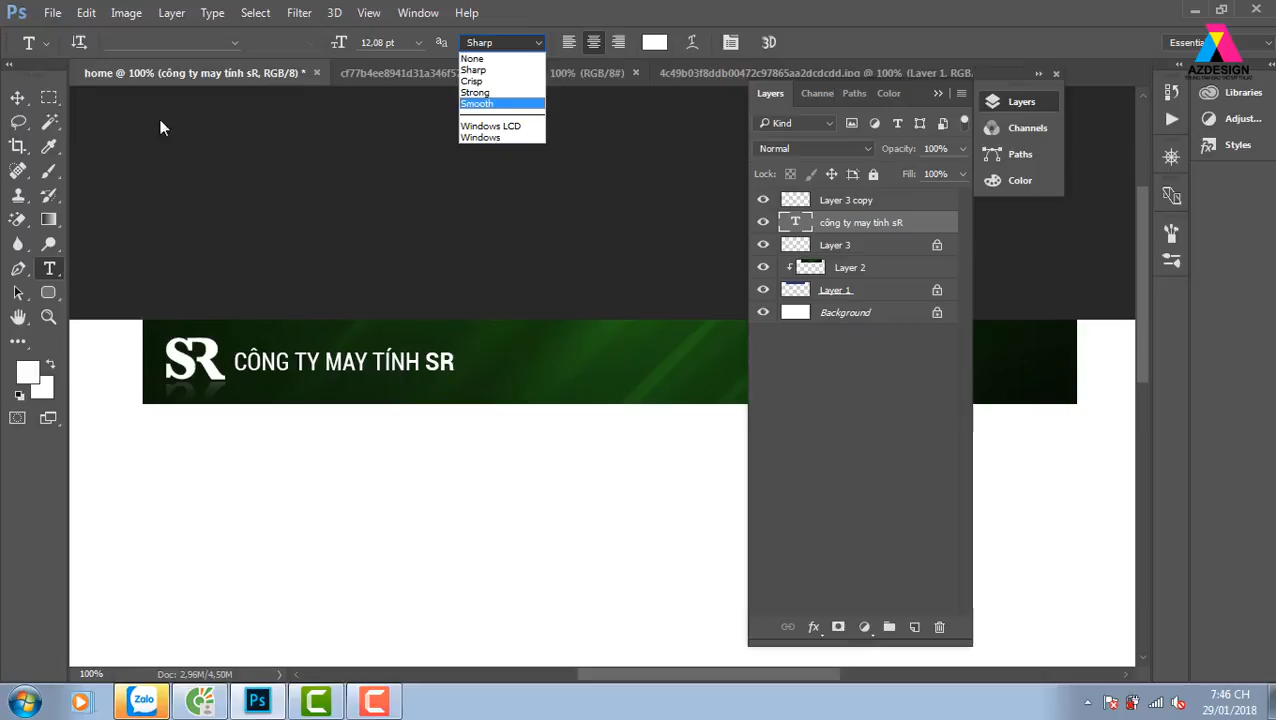 Ps File Edit Image Layer Type Select Filter 3D View Window Help
12,08 pt Sharp 3D Essentia
None
Sharp
Crisp
Strong
Smooth
Windows LCD
Windows
AZDESIGN
home @ 100% (công ty may tính sR, RGB/8) * × 100% (RGB/8#) × 4c49b03f8ddb00472c97865aa2dcdcdd.jpg @ 100% (Layer 1, RGB
Layers Channe Paths Color
Kind
Normal Opacity: 100%
Lock: Fill: 100%
Layer 3 copy
công ty may tính sR
Layer 3
Layer 2
Layer 1
Background
Layers
Channels
Paths
Color
Libraries
Adjust...
Styles
SR CÔNG TY MAY TÍNH SR
100% Doc: 2,96M/4,50M
Zalo Ps
7:46 CH
29/01/2018